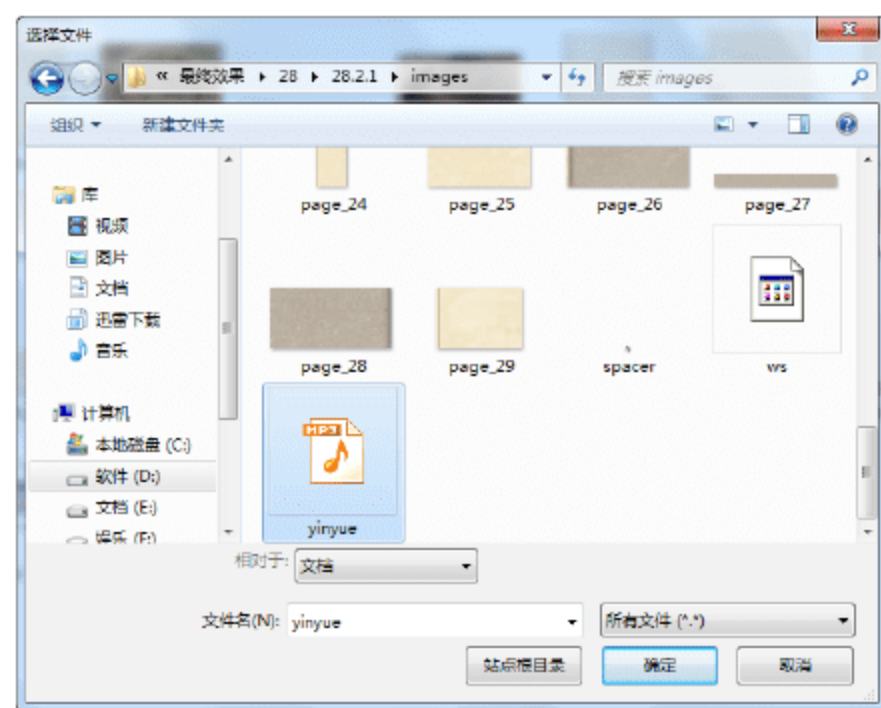 选择文件
« 最终效果 ▸ 28 ▸ 28.2.1 ▸ images
搜索 images
组织 新建文件夹
库
视频
图片
文档
迅雷下载
音乐
计算机
本地磁盘 (C:)
软件 (D:)
文档 (E:)
娱乐 (F:)
page_24 page_25 page_26 page_27
page_28 page_29 spacer ws
MP3
yinyue
相对于: 文档
文件名(N): yinyue 所有文件 (*.*)
站点根目录 确定 取消